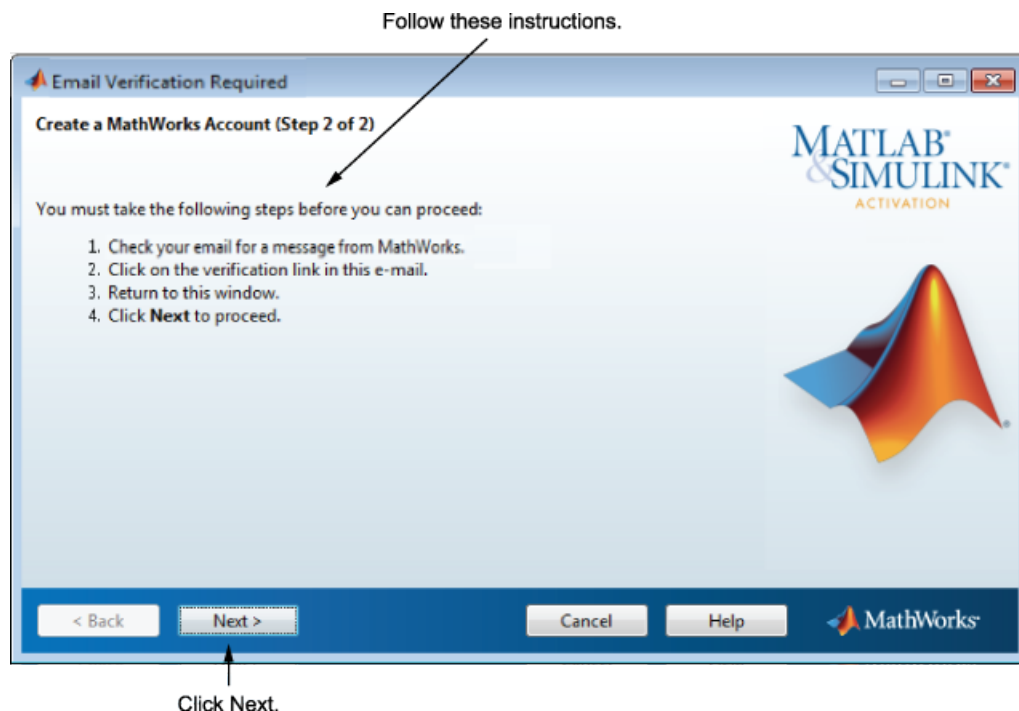 Follow these instructions.
Email Verification Required
Create a MathWorks Account (Step 2 of 2)
MATLAB®
&SIMULINK®
ACTIVATION
You must take the following steps before you can proceed:
1. Check your email for a message from MathWorks.
2. Click on the verification link in this e-mail.
3. Return to this window.
4. Click Next to proceed.
®
< Back Next > Cancel Help MathWorks®
Click Next.